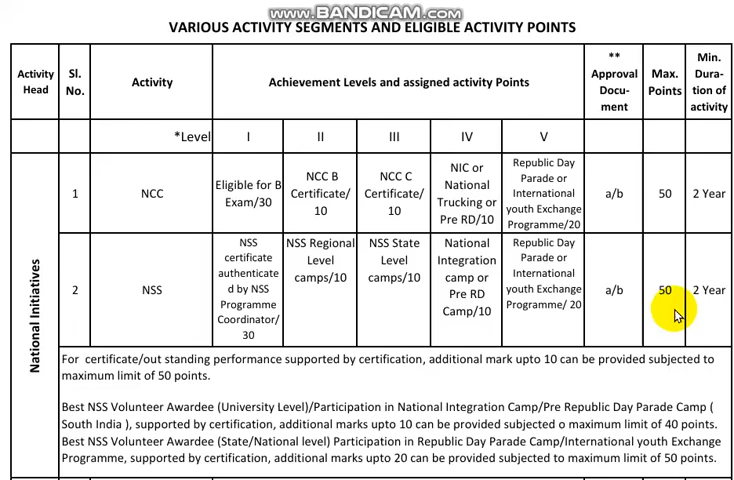 www.BANDICAM.com
VARIOUS ACTIVITY SEGMENTS AND ELIGIBLE ACTIVITY POINTS
Activity
Head
Sl.
No.
Activity
Achievement Levels and assigned activity Points
**
Approval
Docu-
ment
Max.
Points
Min.
Dura-
tion of
activity
*Level
I
II
III
IV
V
National Initiatives
1
NCC
Eligible for B
Exam/30
NCC B
Certificate/
10
NCC C
Certificate/
10
NIC or
National
Trucking or
Pre RD/10
Republic Day
Parade or
International
youth Exchange
Programme/20
a/b
50
2 Year
2
NSS
NSS
certificate
authenticate
d by NSS
Programme
Coordinator/
30
NSS Regional
Level
camps/10
NSS State
Level
camps/10
National
Integration
camp or
Pre RD
Camp/10
Republic Day
Parade or
International
youth Exchange
Programme/ 20
a/b
50
2 Year
For certificate/out standing performance supported by certification, additional mark upto 10 can be provided subjected to
maximum limit of 50 points.
Best NSS Volunteer Awardee (University Level)/Participation in National Integration Camp/Pre Republic Day Parade Camp (
South India ), supported by certification, additional marks upto 10 can be provided subjected o maximum limit of 40 points.
Best NSS Volunteer Awardee (State/National level) Participation in Republic Day Parade Camp/International youth Exchange
Programme, supported by certification, additional marks upto 20 can be provided subjected to maximum limit of 50 points.